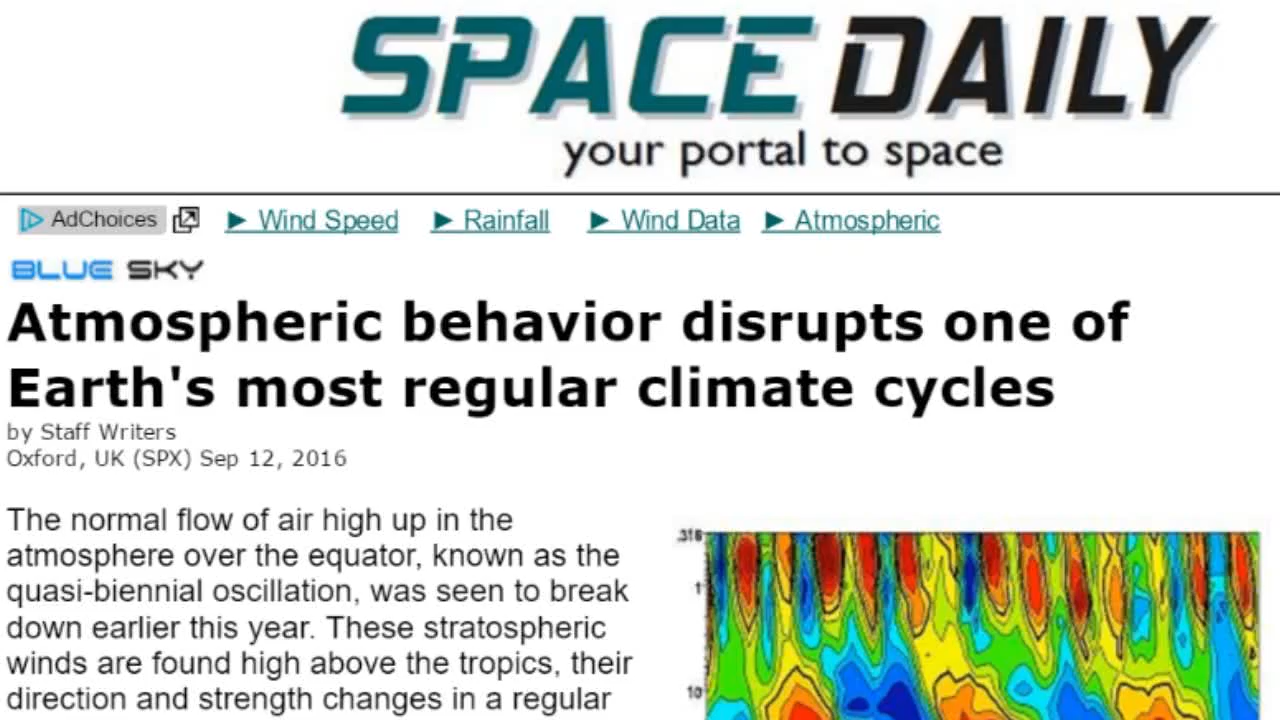 SPACE DAILY
your portal to space
AdChoices ► Wind Speed ► Rainfall ► Wind Data ► Atmospheric
BLUE SKY
Atmospheric behavior disrupts one of
Earth's most regular climate cycles
by Staff Writers
Oxford, UK (SPX) Sep 12, 2016
The normal flow of air high up in the
atmosphere over the equator, known as the
quasi-biennial oscillation, was seen to break
down earlier this year. These stratospheric
winds are found high above the tropics, their
direction and strength changes in a regular
.316
1
10